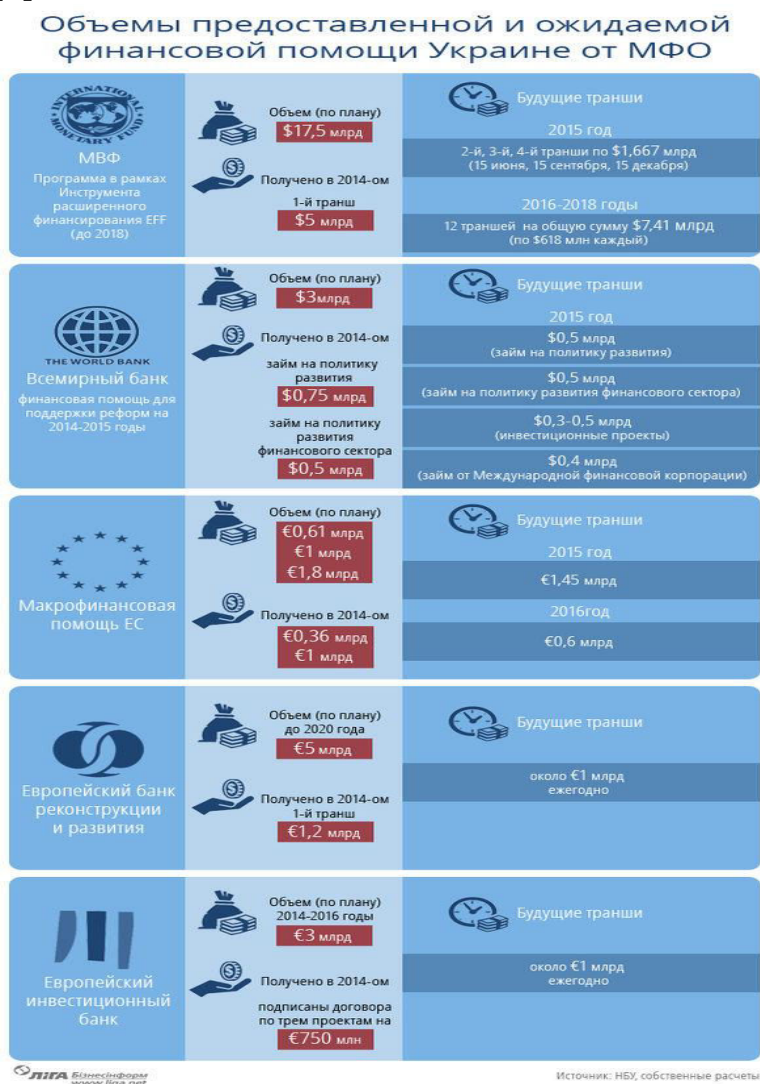 Объемы предоставленной и ожидаемой
финансовой помощи Украине от МФО
INTERNATIONAL
MONETARY FUND
МВФ
Программа в рамках
Инструмента
расширенного
финансирования EFF
(до 2018)
Объем (по плану)
$17,5 млрд
Получено в 2014-ом
1-й транш
$5 млрд
Будущие транши
2015 год
2-й, 3-й, 4-й транши по $1,667 млрд
(15 июня, 15 сентября, 15 декабря)
2016-2018 годы
12 траншей на общую сумму $7,41 млрд
(по $618 млн каждый)
THE WORLD BANK
Всемирный банк
финансовая помощь для
поддержки реформ на
2014-2015 годы
Объем (по плану)
$3млрд
Получено в 2014-ом
займ на политику
развития
$0,75 млрд
займ на политику
развития
финансового сектора
$0,5 млрд
Будущие транши
2015 год
$0,5 млрд
(займ на политику развития)
$0,5 млрд
(займ на политику развития финансового сектора)
$0,3-0,5 млрд
(инвестиционные проекты)
$0,4 млрд
(займ от Международной финансовой корпорации)
Макрофинансовая
помощь ЕС
Объем (по плану)
€0,61 млрд
€1 млрд
€1,8 млрд
Получено в 2014-ом
€0,36 млрд
€1 млрд
Будущие транши
2015 год
€1,45 млрд
2016год
€0,6 млрд
Европейский банк
реконструкции
и развития
Объем (по плану)
до 2020 года
€5 млрд
Получено в 2014-ом
1-й транш
€1,2 млрд
Будущие транши
около €1 млрд
ежегодно
Европейский
инвестиционный
банк
Объем (по плану)
2014-2016 годы
€3 млрд
Получено в 2014-ом
подписаны договора
по трем проектам на
€750 млн
Будущие транши
около €1 млрд
ежегодно
ЛІГА Бізнесінформ
www.liga.net
Источник: НБУ, собственные расчеты